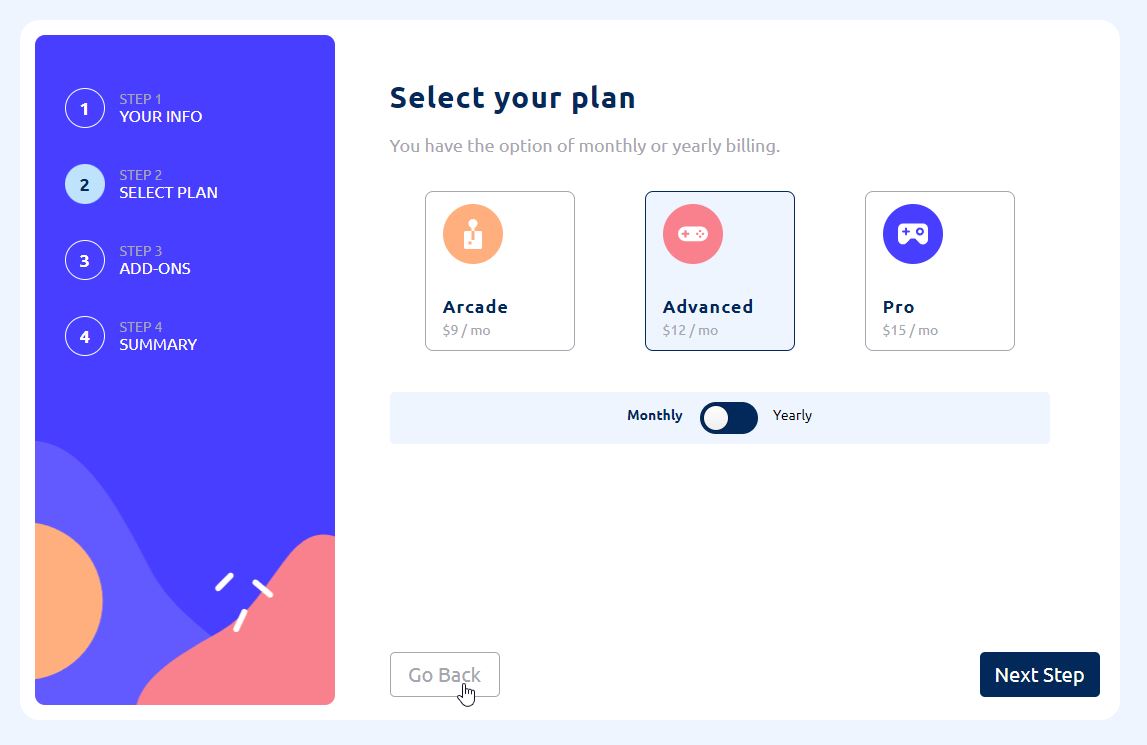 1
STEP 1
YOUR INFO
2
STEP 2
SELECT PLAN
3
STEP 3
ADD-ONS
4
STEP 4
SUMMARY
Select your plan
You have the option of monthly or yearly billing.
Arcade
$9 / mo
Advanced
$12 / mo
Pro
$15 / mo
Monthly
Yearly
Go Back
Next Step